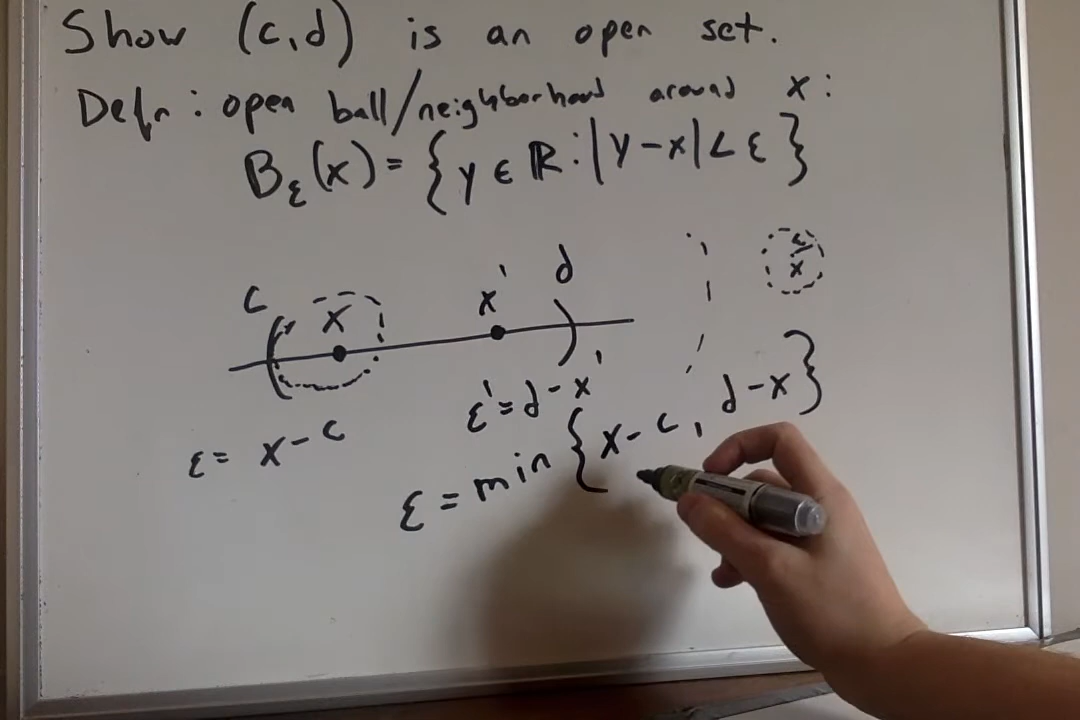 Show (c,d) is an open set.
Defn: open ball/neighborhood around x:
Bε(x) = {y ∈ ℝ : |y-x| < ε}
c x x' d
ε
x
ε = x - c
ε' = d - x'
ε = min {x - c, d - x}